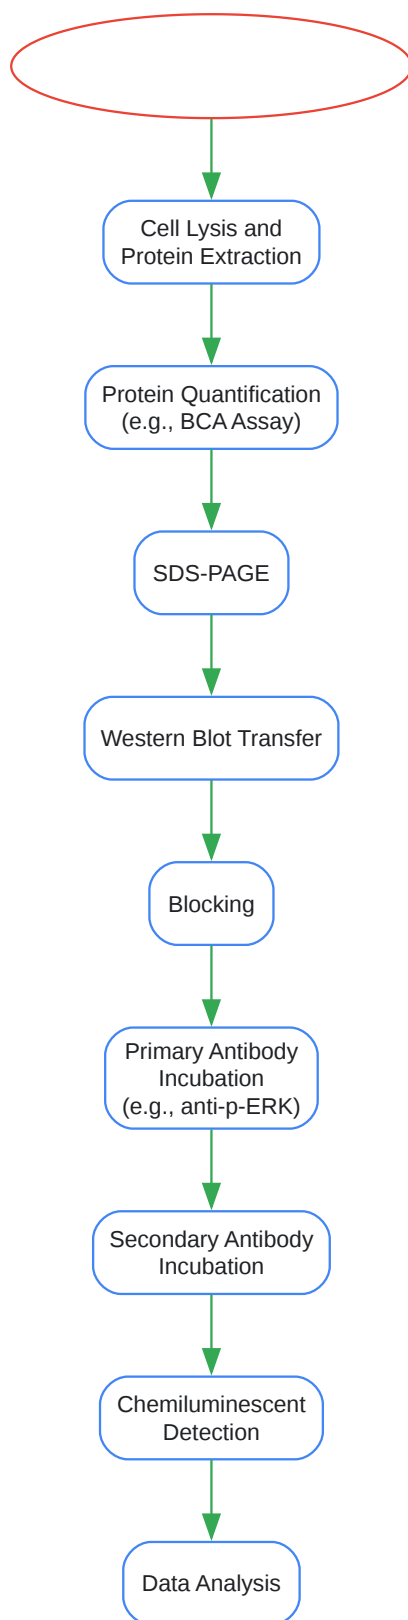 Cell Lysis and
Protein Extraction
Protein Quantification
(e.g., BCA Assay)
SDS-PAGE
Western Blot Transfer
Blocking
Primary Antibody
Incubation
(e.g., anti-p-ERK)
Secondary Antibody
Incubation
Chemiluminescent
Detection
Data Analysis